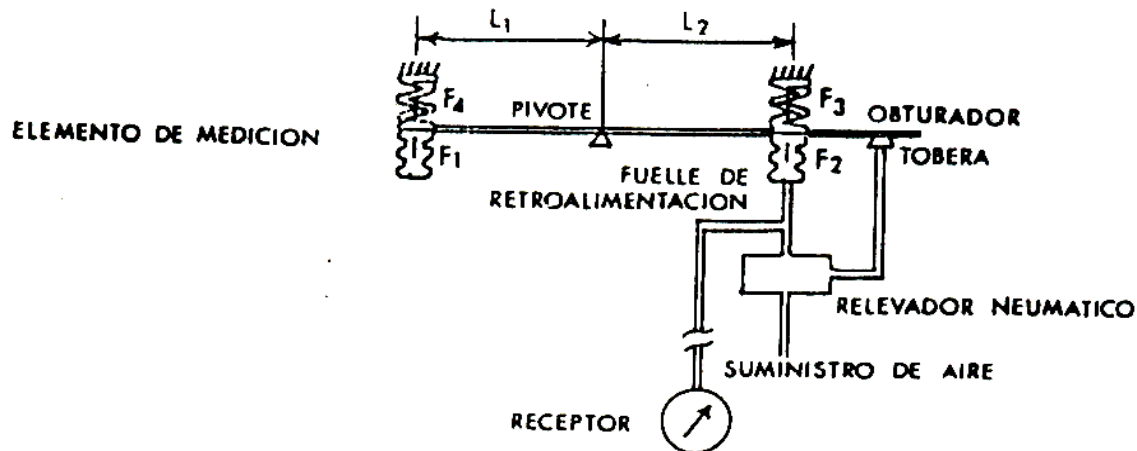 L1
L2
F4
F3
PIVOTE
OBTURADOR
ELEMENTO DE MEDICION
F1
F2
TOBERA
FUELLE DE
RETROALIMENTACION
RELEVADOR NEUMATICO
SUMINISTRO DE AIRE
RECEPTOR